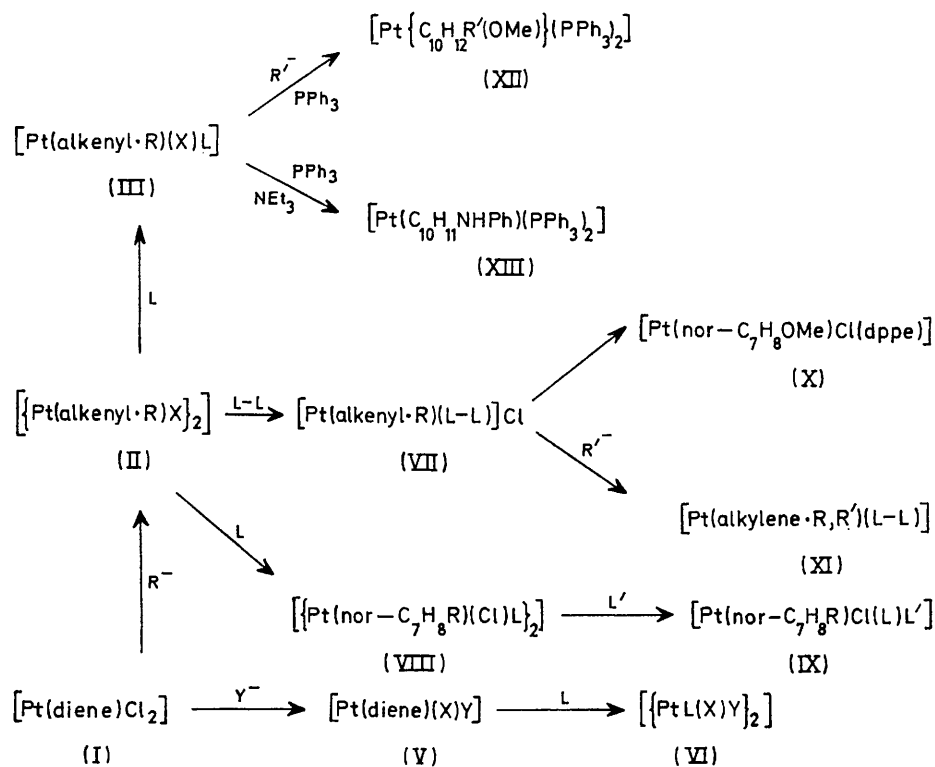 [Pt{C₁₀H₁₂R′(OMe)}(PPh₃)₂]
(XII)
R′⁻
PPh₃
[Pt(alkenyl·R)(X)L]
(III)
PPh₃
NEt₃
[Pt(C₁₀H₁₁NHPh)(PPh₃)₂]
(XIII)
L
[Pt(nor–C₇H₈OMe)Cl(dppe)]
(X)
[{Pt(alkenyl·R)X}₂]
(II)
L–L
[Pt(alkenyl·R)(L–L)]Cl
(VII)
R′⁻
[Pt(alkylene·R,R′)(L–L)]
(XI)
L
R⁻
[{Pt(nor–C₇H₈R)(Cl)L}₂]
(VIII)
L′
[Pt(nor–C₇H₈R)Cl(L)L′]
(IX)
[Pt(diene)Cl₂]
(I)
Y⁻
[Pt(diene)(X)Y]
(V)
L
[{PtL(X)Y}₂]
(VI)